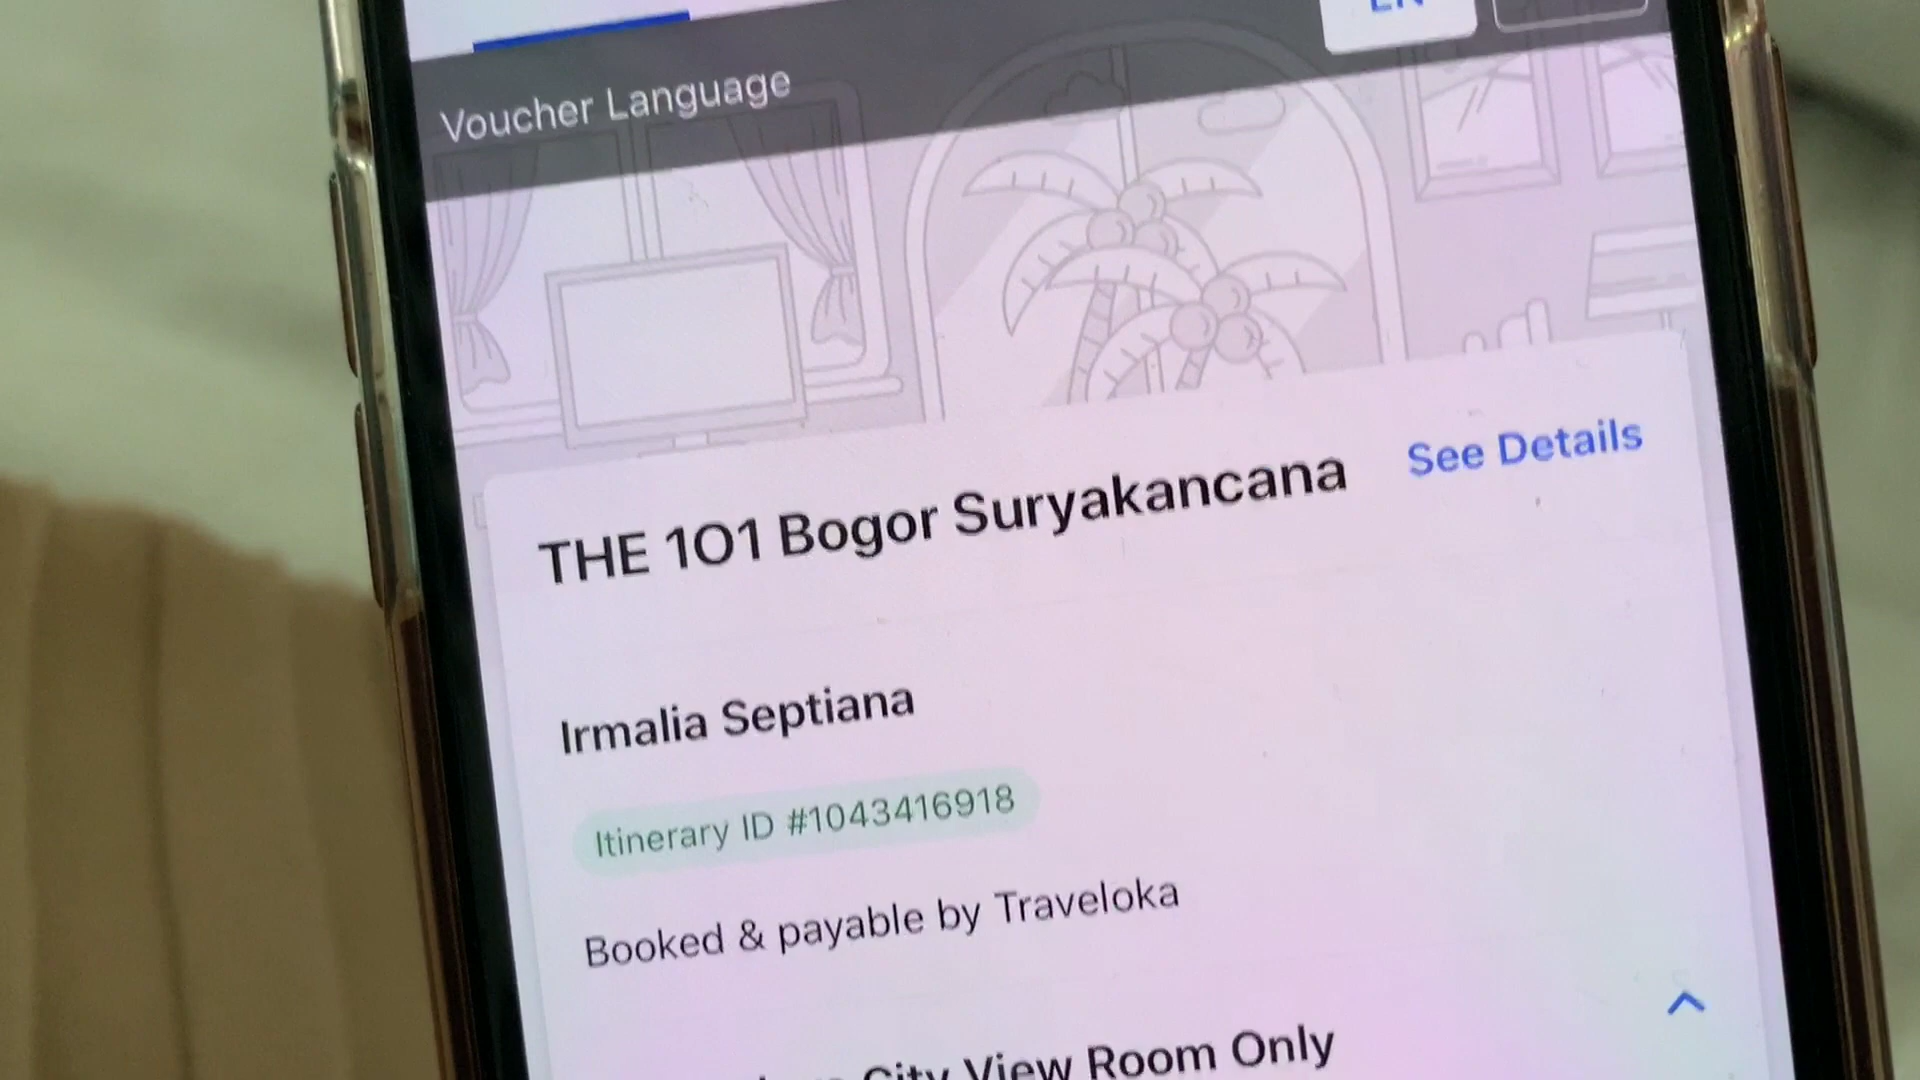 Voucher Language
THE 1O1 Bogor Suryakancana
See Details
Irmalia Septiana
Itinerary ID #1043416918
Booked & payable by Traveloka
City View Room Only